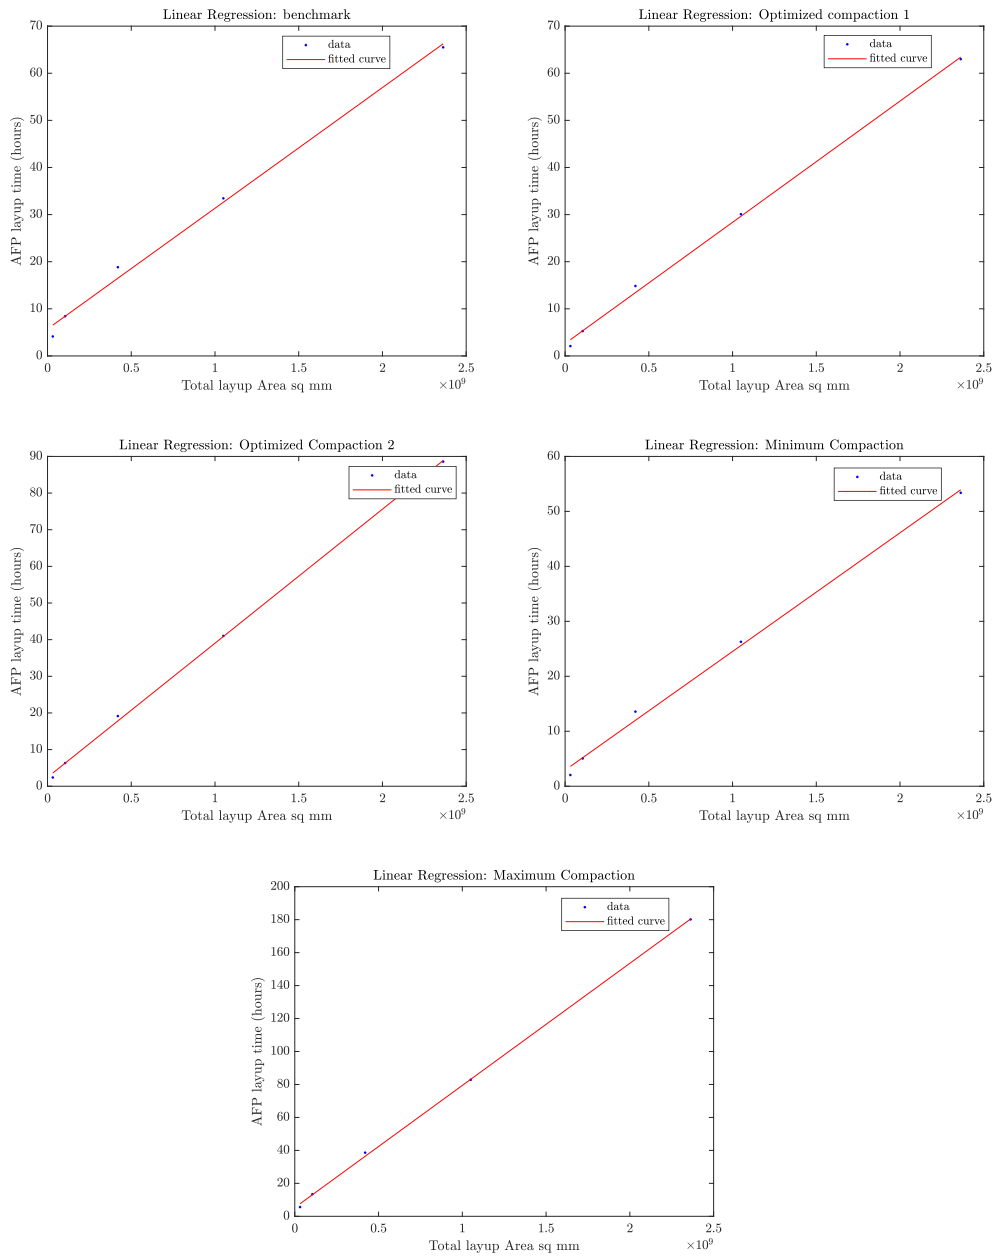 Linear Regression: benchmark
70
60
50
40
30
20
10
0
AFP layup time (hours)
data
fitted curve
0 0.5 1 1.5 2 2.5
Total layup Area sq mm
×10^9
Linear Regression: Optimized compaction 1
70
60
50
40
30
20
10
0
AFP layup time (hours)
data
fitted curve
0 0.5 1 1.5 2 2.5
Total layup Area sq mm
×10^9
Linear Regression: Optimized Compaction 2
90
80
70
60
50
40
30
20
10
0
AFP layup time (hours)
data
fitted curve
0 0.5 1 1.5 2 2.5
Total layup Area sq mm
×10^9
Linear Regression: Minimum Compaction
60
50
40
30
20
10
0
AFP layup time (hours)
data
fitted curve
0 0.5 1 1.5 2 2.5
Total layup Area sq mm
×10^9
Linear Regression: Maximum Compaction
200
180
160
140
120
100
80
60
40
20
0
AFP layup time (hours)
data
fitted curve
0 0.5 1 1.5 2 2.5
Total layup Area sq mm
×10^9